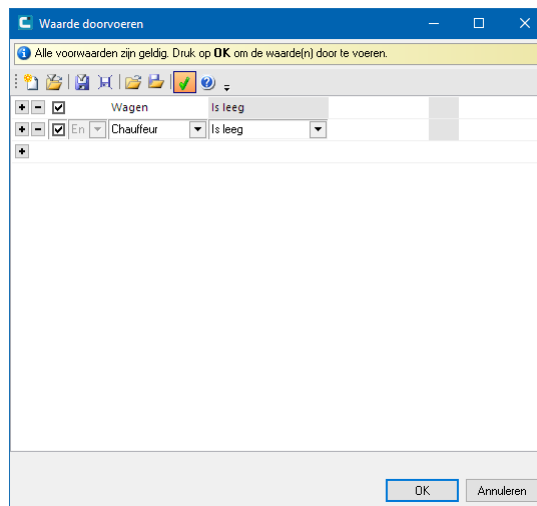 Waarde doorvoeren
Alle voorwaarden zijn geldig. Druk op OK om de waarde(n) door te voeren.
Wagen Is leeg
En Chauffeur Is leeg
OK Annuleren